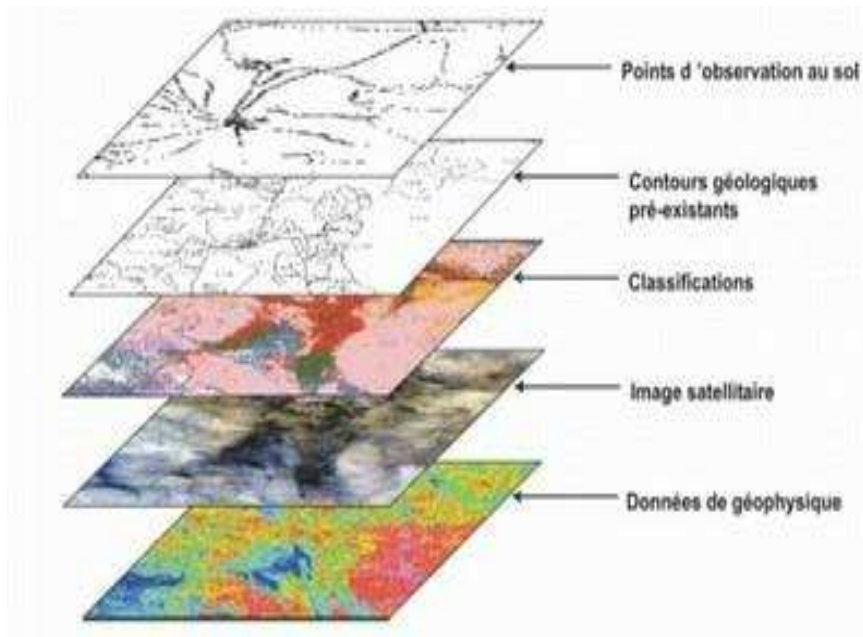 Points d 'observation au sol
Contours géologiques
pré-existants
Classifications
Image satellitaire
Données de géophysique